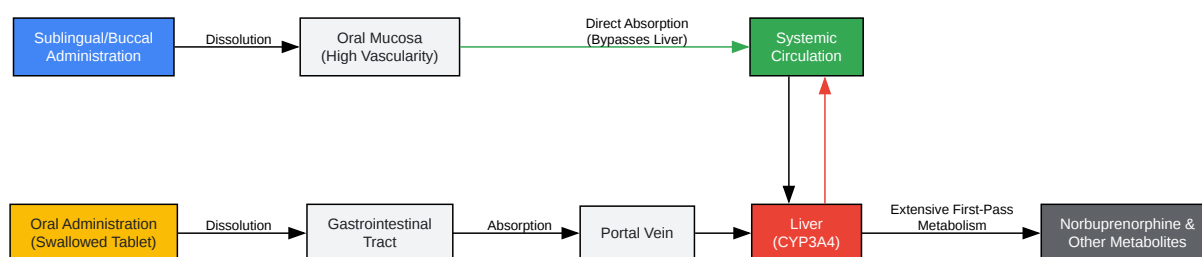 Sublingual/Buccal
Administration
Dissolution
Oral Mucosa
(High Vascularity)
Direct Absorption
(Bypasses Liver)
Systemic
Circulation
Oral Administration
(Swallowed Tablet)
Dissolution
Gastrointestinal
Tract
Absorption
Portal Vein
Liver
(CYP3A4)
Extensive First-Pass
Metabolism
Norbuprenorphine &
Other Metabolites